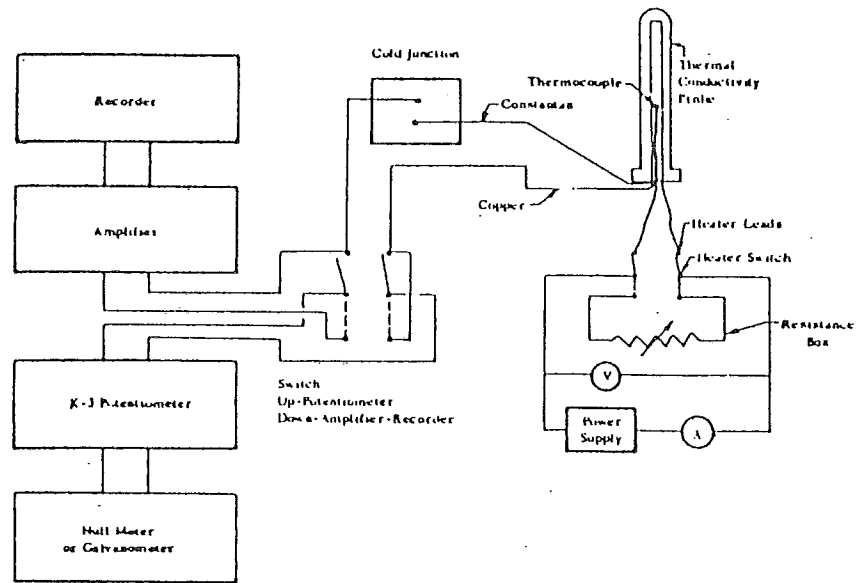 Cold Junction
Recorder
Amplifier
K-3 Potentiometer
Null Meter
or Galvanometer
Switch
Up-Potentiometer
Down-Amplifier-Recorder
Thermocouple
Constantan
Copper
Thermal
Conductivity
Probe
Heater Leads
Heater Switch
Resistance
Box
V
Power
Supply
A